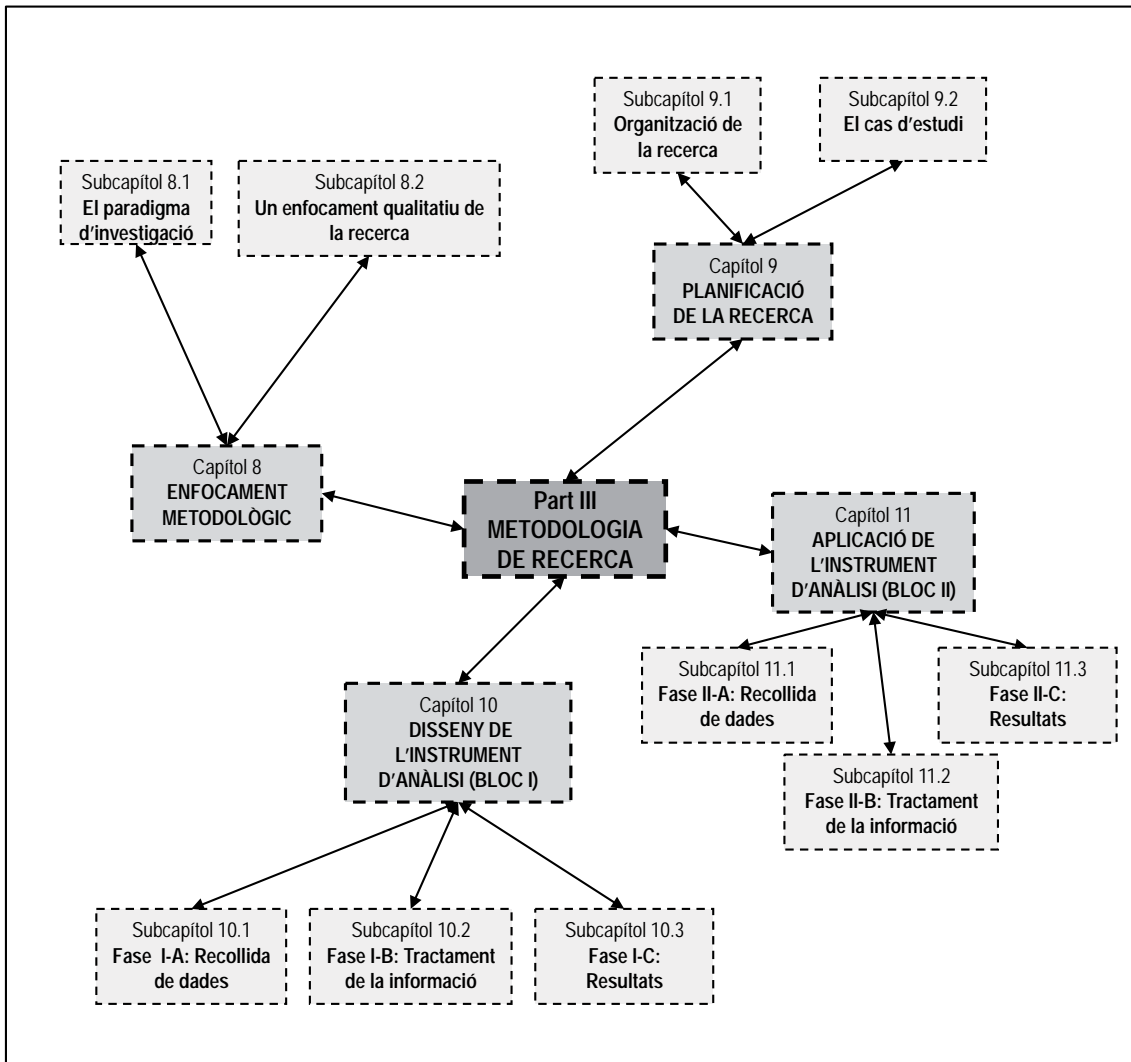 Subcapítol 9.1
Organització de
la recerca
Subcapítol 9.2
El cas d'estudi
Subcapítol 8.1
El paradigma
d'investigació
Subcapítol 8.2
Un enfocament qualitatiu de
la recerca
Capítol 9
PLANIFICACIÓ
DE LA RECERCA
Capítol 8
ENFOCAMENT
METODOLÒGIC
Part III
METODOLOGIA
DE RECERCA
Capítol 11
APLICACIÓ DE
L'INSTRUMENT
D'ANÀLISI (BLOC II)
Subcapítol 11.1
Fase II-A: Recollida
de dades
Subcapítol 11.3
Fase II-C:
Resultats
Subcapítol 11.2
Fase II-B: Tractament
de la informació
Capítol 10
DISSENY DE
L'INSTRUMENT
D'ANÀLISI (BLOC I)
Subcapítol 10.1
Fase I-A: Recollida
de dades
Subcapítol 10.2
Fase I-B: Tractament
de la informació
Subcapítol 10.3
Fase I-C:
Resultats